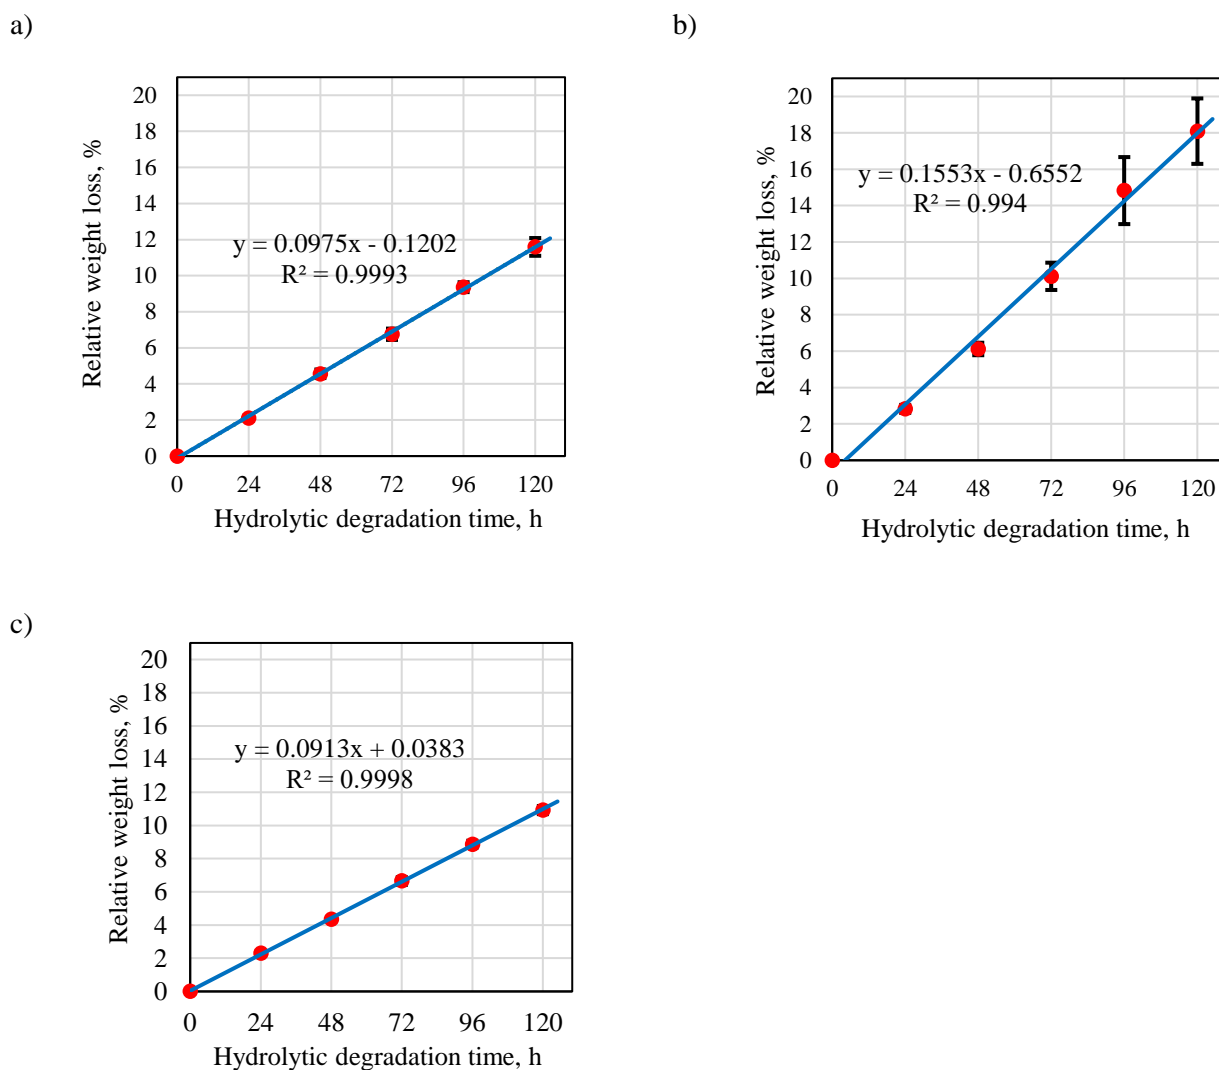 a)
Relative weight loss, %
20
18
16
14
12
10
8
6
4
2
0
y = 0.0975x - 0.1202
R² = 0.9993
0 24 48 72 96 120
Hydrolytic degradation time, h
b)
Relative weight loss, %
20
18
16
14
12
10
8
6
4
2
0
y = 0.1553x - 0.6552
R² = 0.994
0 24 48 72 96 120
Hydrolytic degradation time, h
c)
Relative weight loss, %
20
18
16
14
12
10
8
6
4
2
0
y = 0.0913x + 0.0383
R² = 0.9998
0 24 48 72 96 120
Hydrolytic degradation time, h